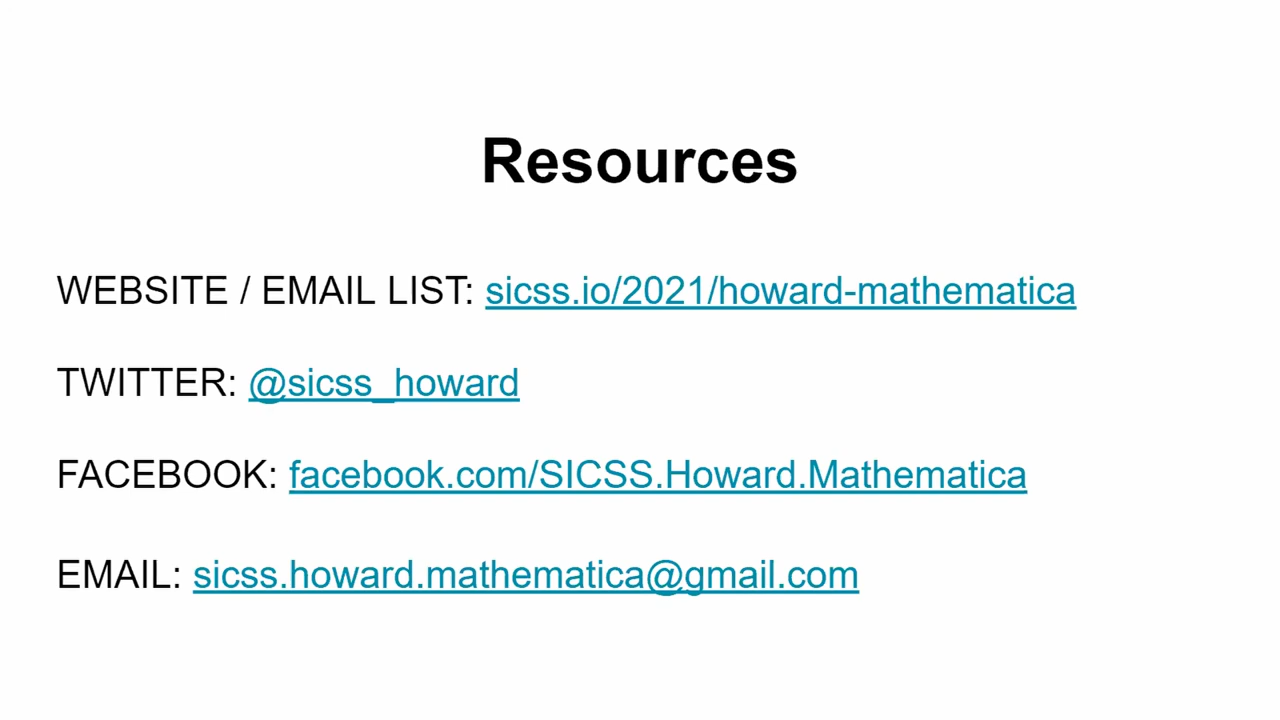 Resources
WEBSITE / EMAIL LIST: sicss.io/2021/howard-mathematica
TWITTER: @sicss_howard
FACEBOOK: facebook.com/SICSS.Howard.Mathematica
EMAIL: sicss.howard.mathematica@gmail.com